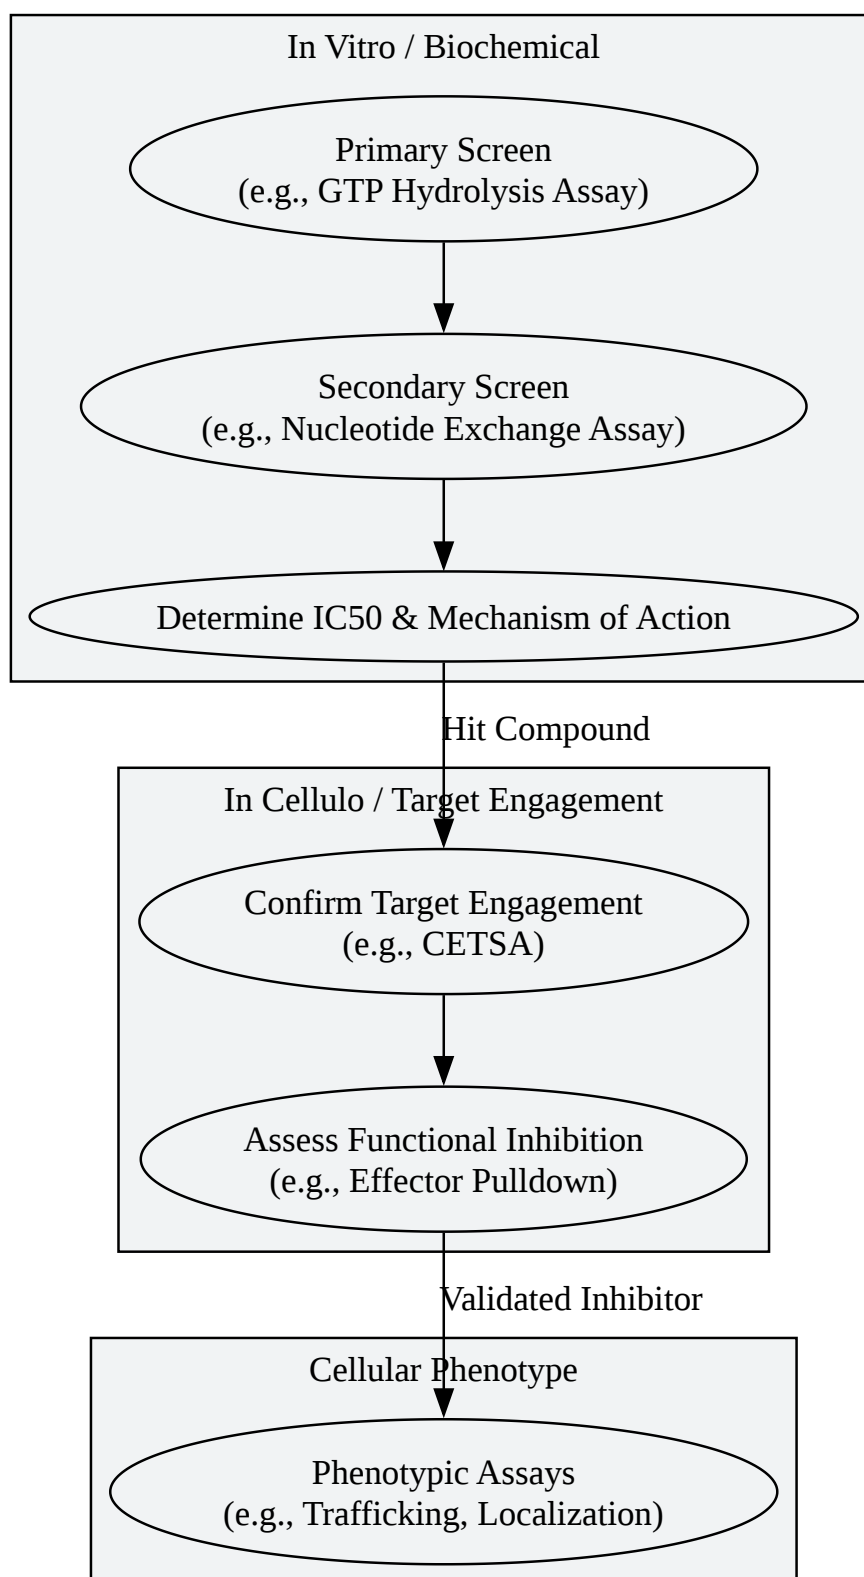 In Vitro / Biochemical
Primary Screen
(e.g., GTP Hydrolysis Assay)
Secondary Screen
(e.g., Nucleotide Exchange Assay)
Determine IC50 & Mechanism of Action
Hit Compound
In Cellulo / Target Engagement
Confirm Target Engagement
(e.g., CETSA)
Assess Functional Inhibition
(e.g., Effector Pulldown)
Validated Inhibitor
Cellular Phenotype
Phenotypic Assays
(e.g., Trafficking, Localization)